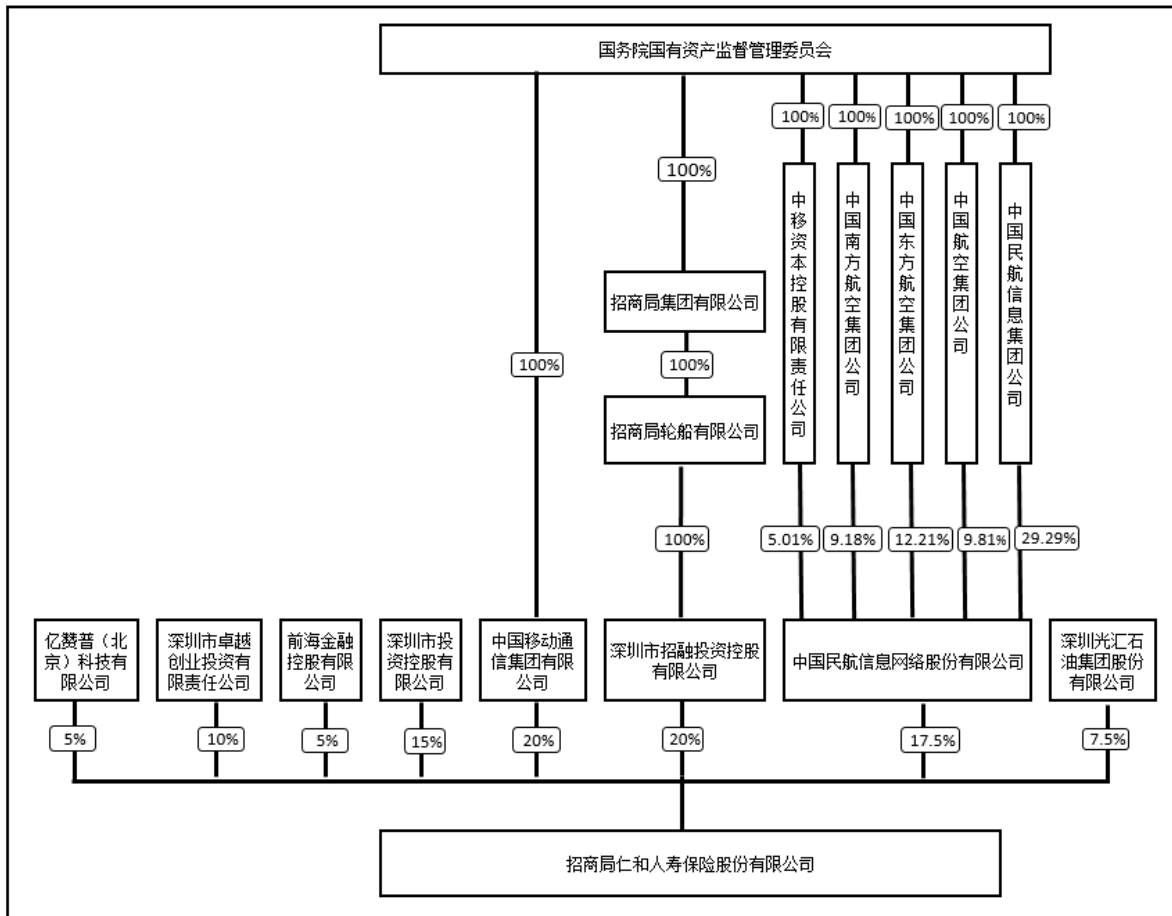 国务院国有资产监督管理委员会
100%
100%
100%
100%
100%
100%
中移资本控股有限责任公司
中国南方航空集团公司
中国东方航空集团公司
中国航空集团公司
中国民航信息集团公司
招商局集团有限公司
100%
100%
招商局轮船有限公司
100%
5.01%
9.18%
12.21%
9.81%
29.29%
亿赞普（北
京）科技有
限公司
深圳市卓越
创业投资有
限责任公司
前海金融
控股有限
公司
深圳市投
资控股有
限公司
中国移动通
信集团有限
公司
深圳市招融投资控股
有限公司
中国民航信息网络股份有限公司
深圳光汇石
油集团股份
有限公司
5%
10%
5%
15%
20%
20%
17.5%
7.5%
招商局仁和人寿保险股份有限公司